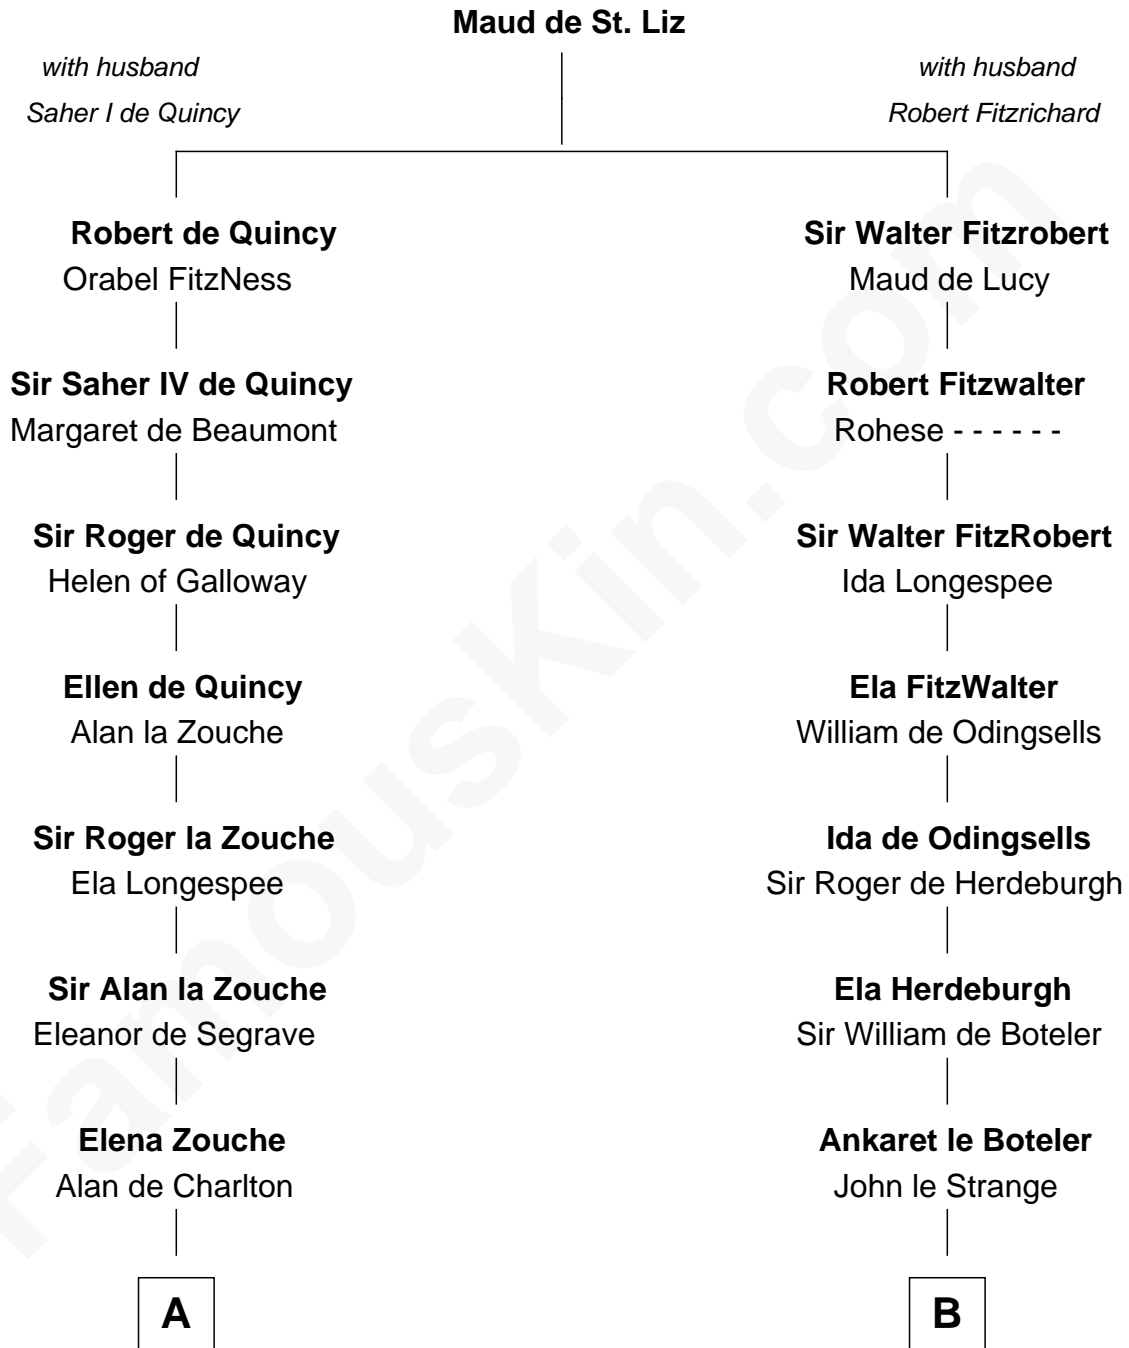 Maud de St. Liz
with husband
Saher I de Quincy
with husband
Robert Fitzrichard
Robert de Quincy
Orabel FitzNess
Sir Walter Fitzrobert
Maud de Lucy
Sir Saher IV de Quincy
Margaret de Beaumont
Robert Fitzwalter
Rohese - - - - - -
Sir Roger de Quincy
Helen of Galloway
Sir Walter FitzRobert
Ida Longespee
Ellen de Quincy
Alan la Zouche
Ela FitzWalter
William de Odingsells
Sir Roger la Zouche
Ela Longespee
Ida de Odingsells
Sir Roger de Herdeburgh
Sir Alan la Zouche
Eleanor de Segrave
Ela Herdeburgh
Sir William de Boteler
Elena Zouche
Alan de Charlton
Ankaret le Boteler
John le Strange
A
B
FamousKin.com